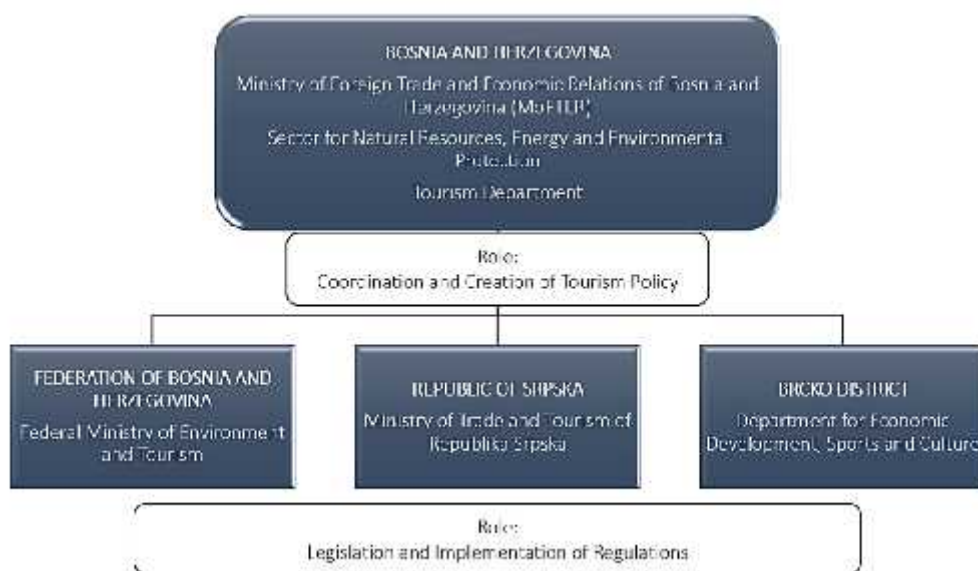 BOSNIA AND HERZEGOVINA
Ministry of Foreign Trade and Economic Relations of Bosnia and
Herzegovina (MoFTER)
Sector for Natural Resources, Energy and Environmental
Protection
Tourism Department
Role:
Coordination and Creation of Tourism Policy
FEDERATION OF BOSNIA AND
HERZEGOVINA
Federal Ministry of Environment
and Tourism
REPUBLIC OF SRPSKA
Ministry of Trade and Tourism of
Republika Srpska
BRCKO DISTRICT
Department for Economic
Development, Sports and Culture
Role:
Legislation and Implementation of Regulations